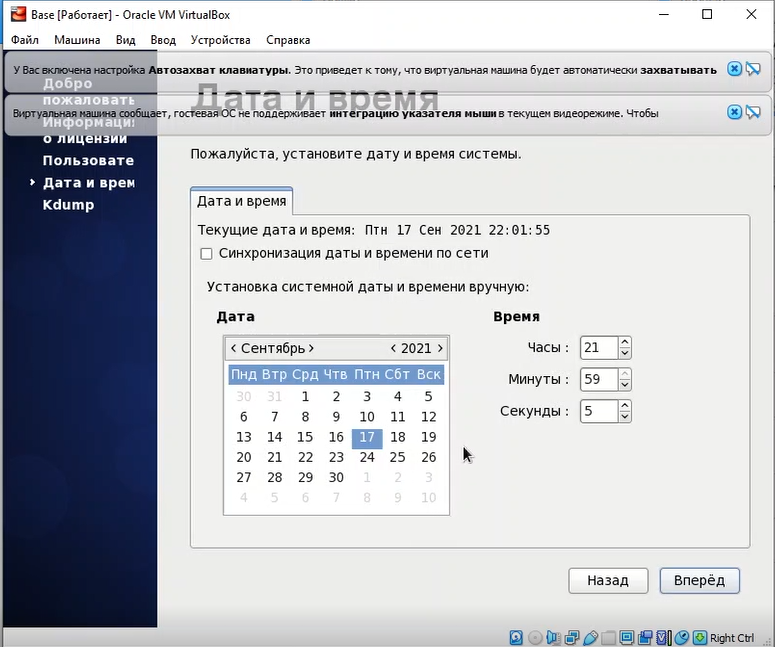 Base [Работает] - Oracle VM VirtualBox
Файл Машина Вид Ввод Устройства Справка
У Вас включена настройка Автозахват клавиатуры. Это приведет к тому, что виртуальная машина будет автоматически захватывать
Виртуальная машина сообщает, гостевая ОС не поддерживает интеграцию указателя мыши в текущем видеорежиме. Чтобы
Добро
пожаловать
Информаци
о лицензии
Пользовате
Дата и врем
Kdump
Дата и время
Пожалуйста, установите дату и время системы.
Дата и время
Текущие дата и время: Птн 17 Сен 2021 22:01:55
Синхронизация даты и времени по сети
Установка системной даты и времени вручную:
Дата
< Сентябрь > < 2021 >
Пнд Втр Срд Чтв Птн Сбт Вск
30 31 1 2 3 4 5
6 7 8 9 10 11 12
13 14 15 16 17 18 19
20 21 22 23 24 25 26
27 28 29 30 1 2 3
4 5 6 7 8 9 10
Время
Часы : 21
Минуты : 59
Секунды : 5
Назад Вперёд
Right Ctrl